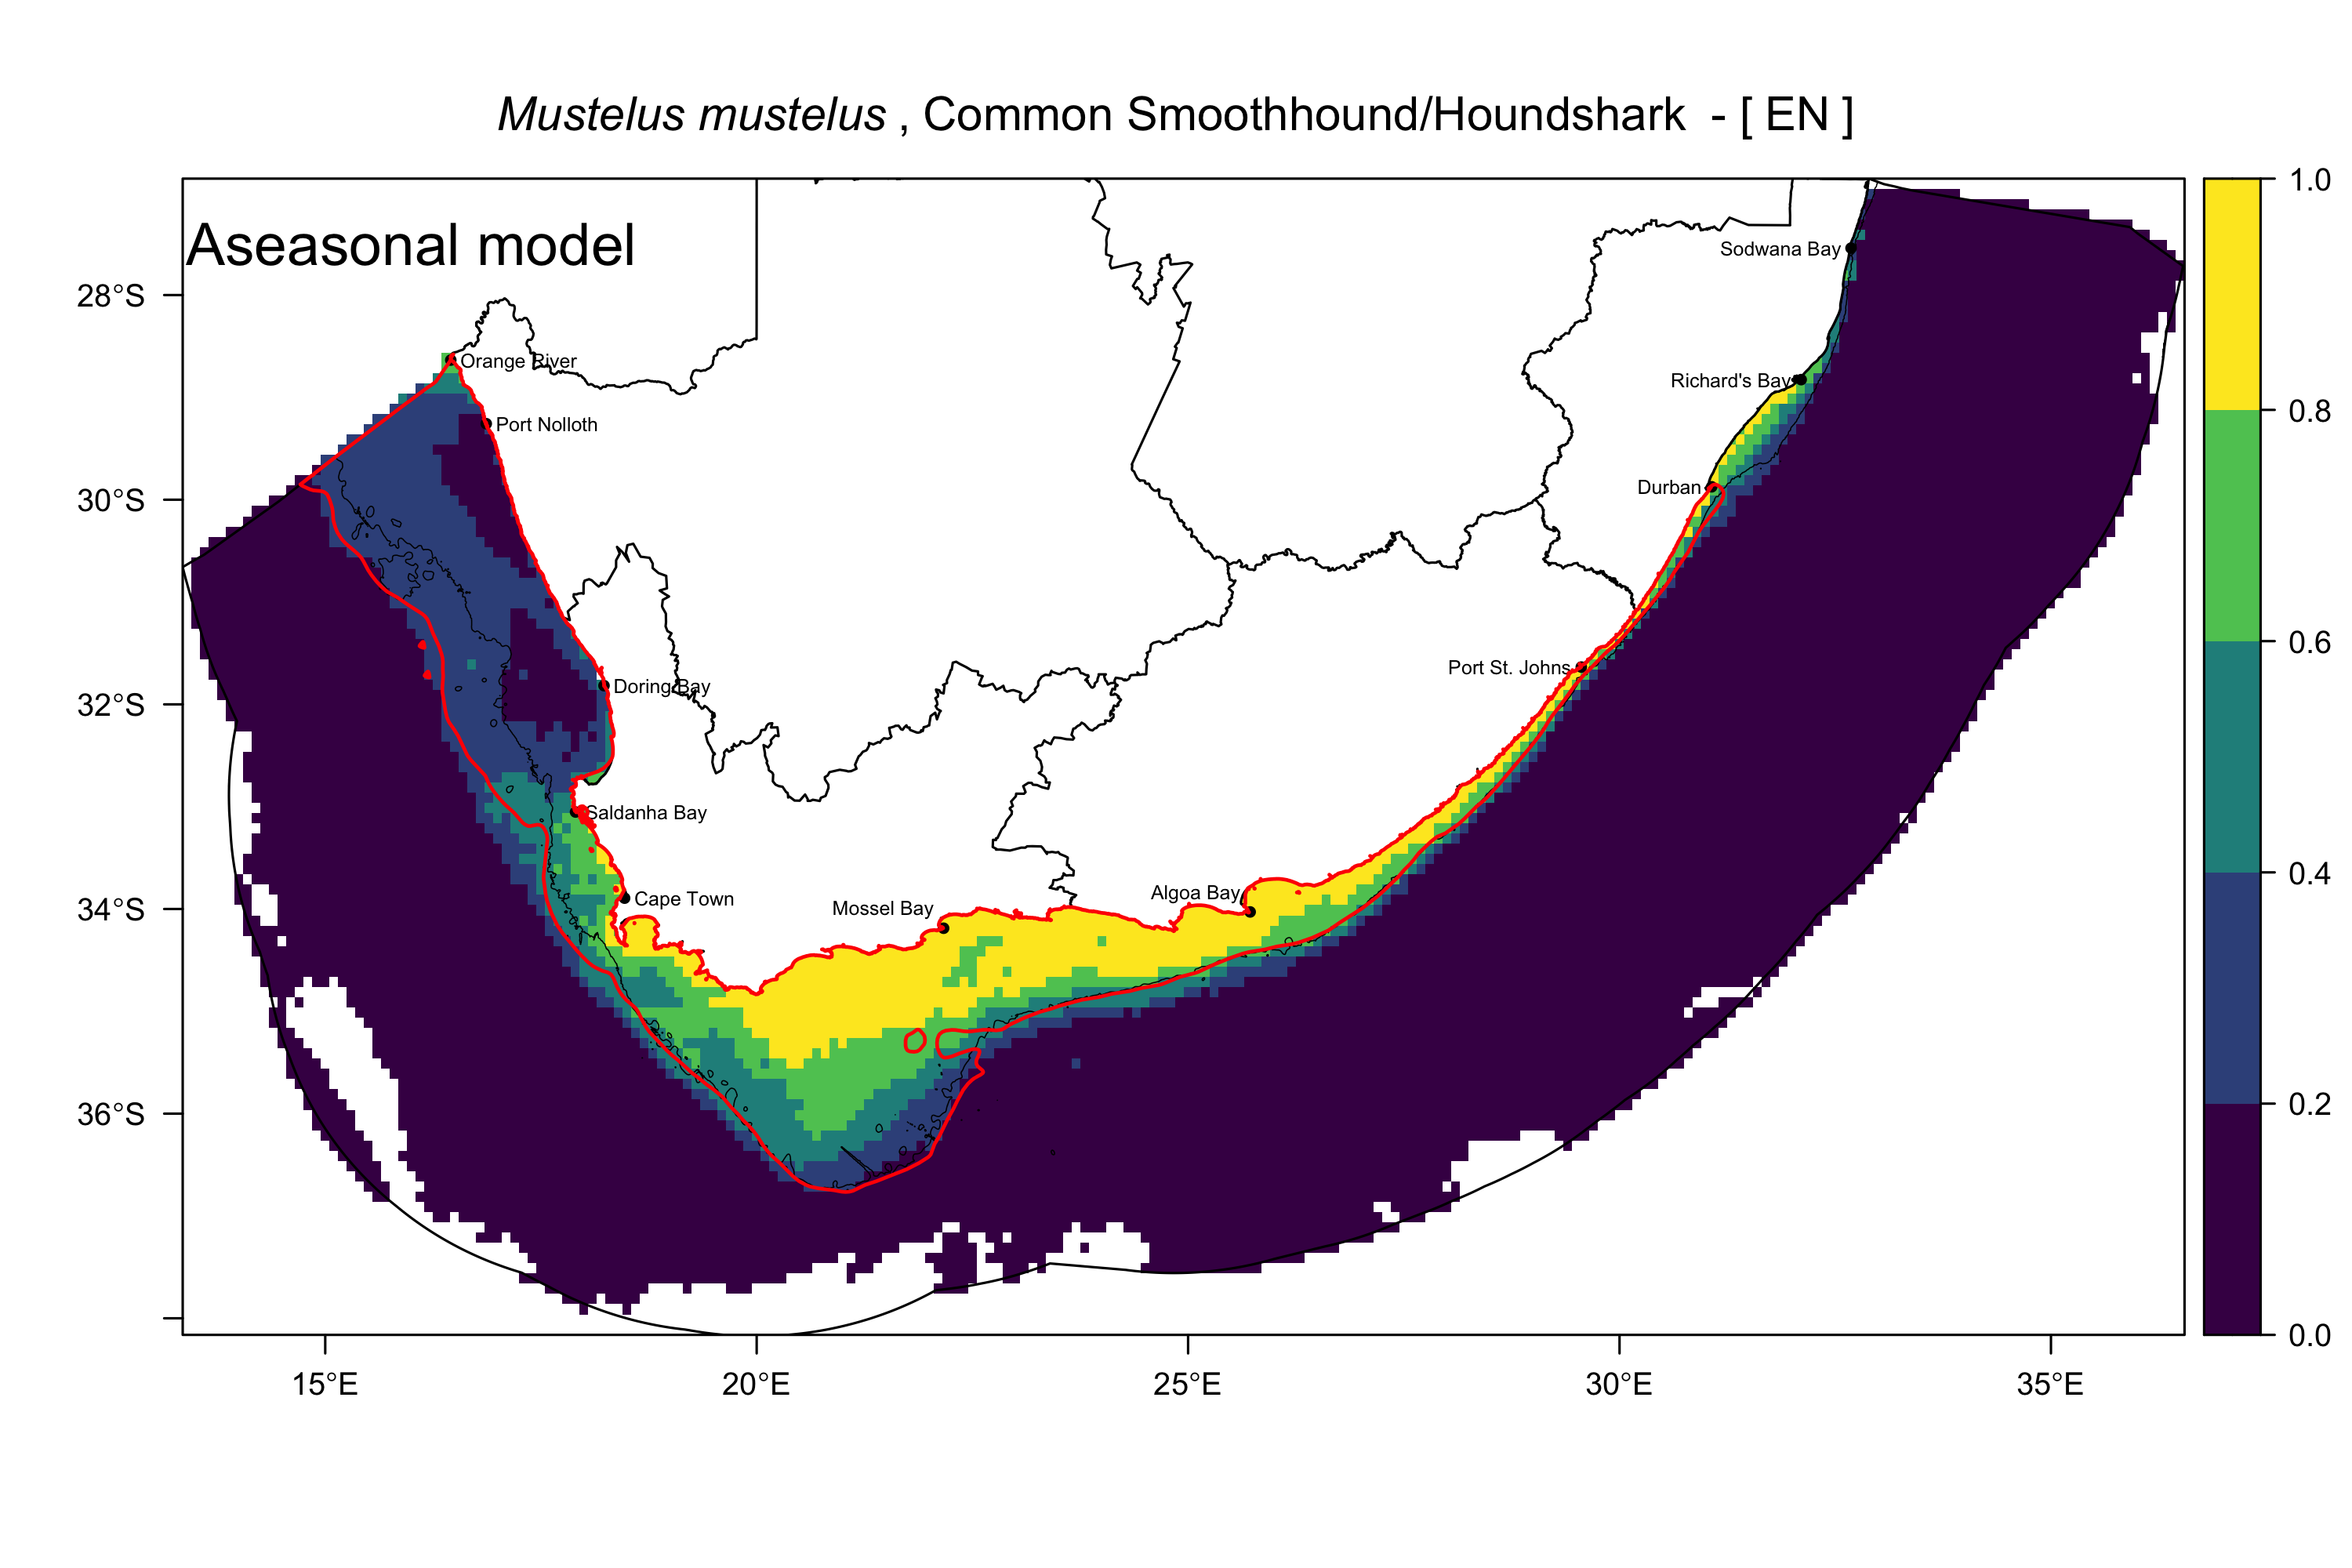 Mustelus mustelus , Common Smoothhound/Houndshark - [ EN ]
Aseasonal model
1.0
0.8
0.6
0.4
0.2
0.0
28°S
30°S
32°S
34°S
36°S
Sodwana Bay
Orange River
Richard's Bay
Port Nolloth
Durban
Port St. Johns
Doring Bay
Saldanha Bay
Algoa Bay
Cape Town
Mossel Bay
15°E
20°E
25°E
30°E
35°E